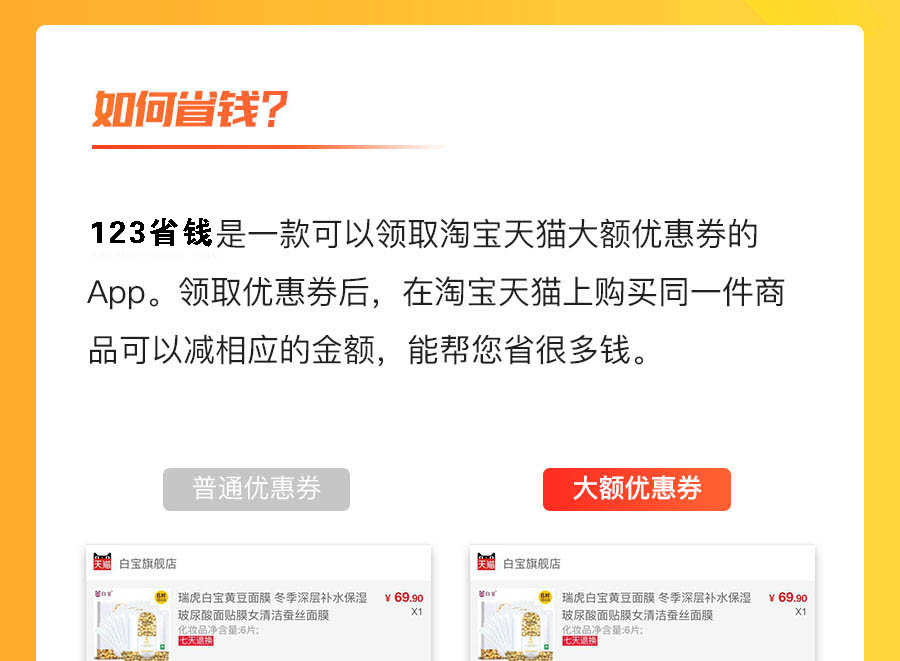 如何省钱?
123省钱是一款可以领取淘宝天猫大额优惠券的
App。领取优惠券后，在淘宝天猫上购买同一件商
品可以减相应的金额，能帮您省很多钱。
普通优惠券
大额优惠券
天猫 白宝旗舰店
瑞虎白宝黄豆面膜 冬季深层补水保湿 ¥ 69.90
玻尿酸面贴膜女清洁蚕丝面膜 X1
化妆品净含量:6片;
七天退换
天猫 白宝旗舰店
瑞虎白宝黄豆面膜 冬季深层补水保湿 ¥ 69.90
玻尿酸面贴膜女清洁蚕丝面膜 X1
化妆品净含量:6片;
七天退换